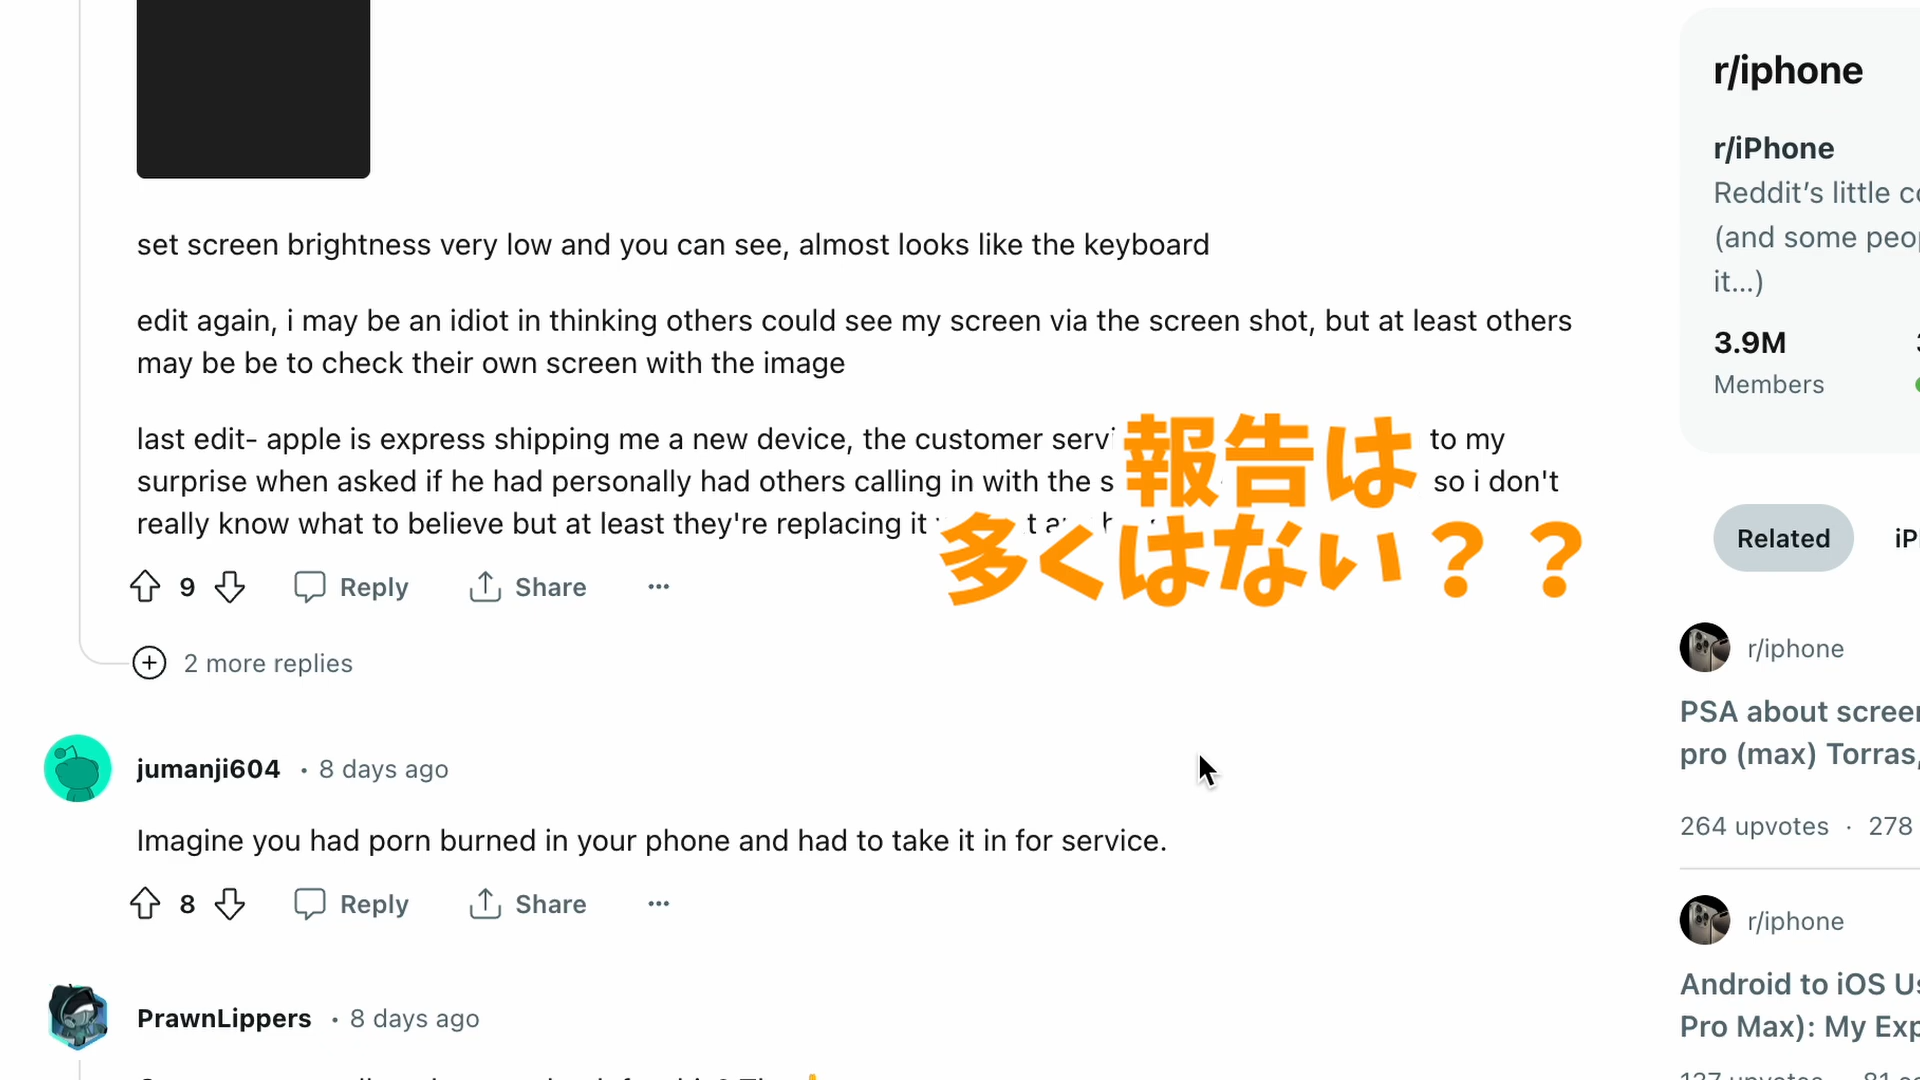 set screen brightness very low and you can see, almost looks like the keyboard
edit again, i may be an idiot in thinking others could see my screen via the screen shot, but at least others
may be be to check their own screen with the image
last edit- apple is express shipping me a new device, the customer servi to my
surprise when asked if he had personally had others calling in with the s so i don't
really know what to believe but at least they're replacing it
報告は
多くはない？？
9 Reply Share
2 more replies
jumanji604 • 8 days ago
Imagine you had porn burned in your phone and had to take it in for service.
8 Reply Share
PrawnLippers • 8 days ago
r/iphone
r/iPhone
Reddit’s little c
(and some peo
it...)
3.9M
Members
Related iP
r/iphone
PSA about scree
pro (max) Torras,
264 upvotes · 278
r/iphone
Android to iOS Us
Pro Max): My Exp